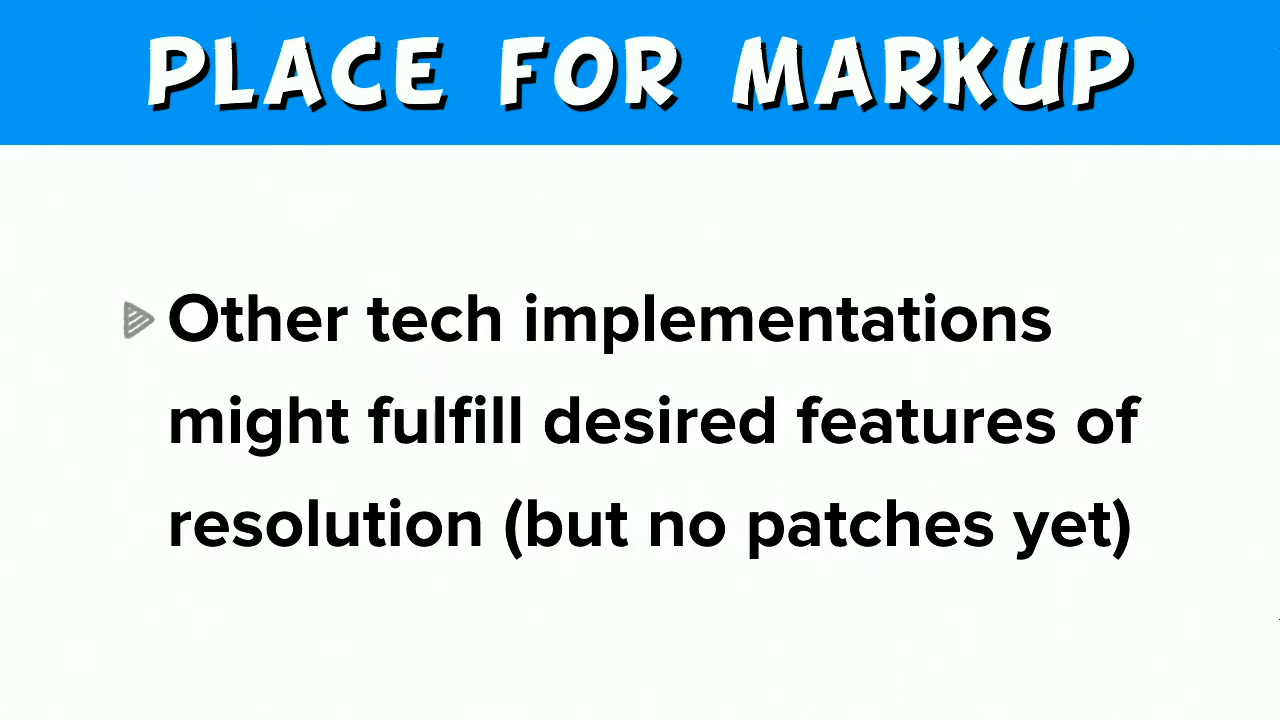 PLACE FOR MARKUP
Other tech implementations
might fulfill desired features of
resolution (but no patches yet)